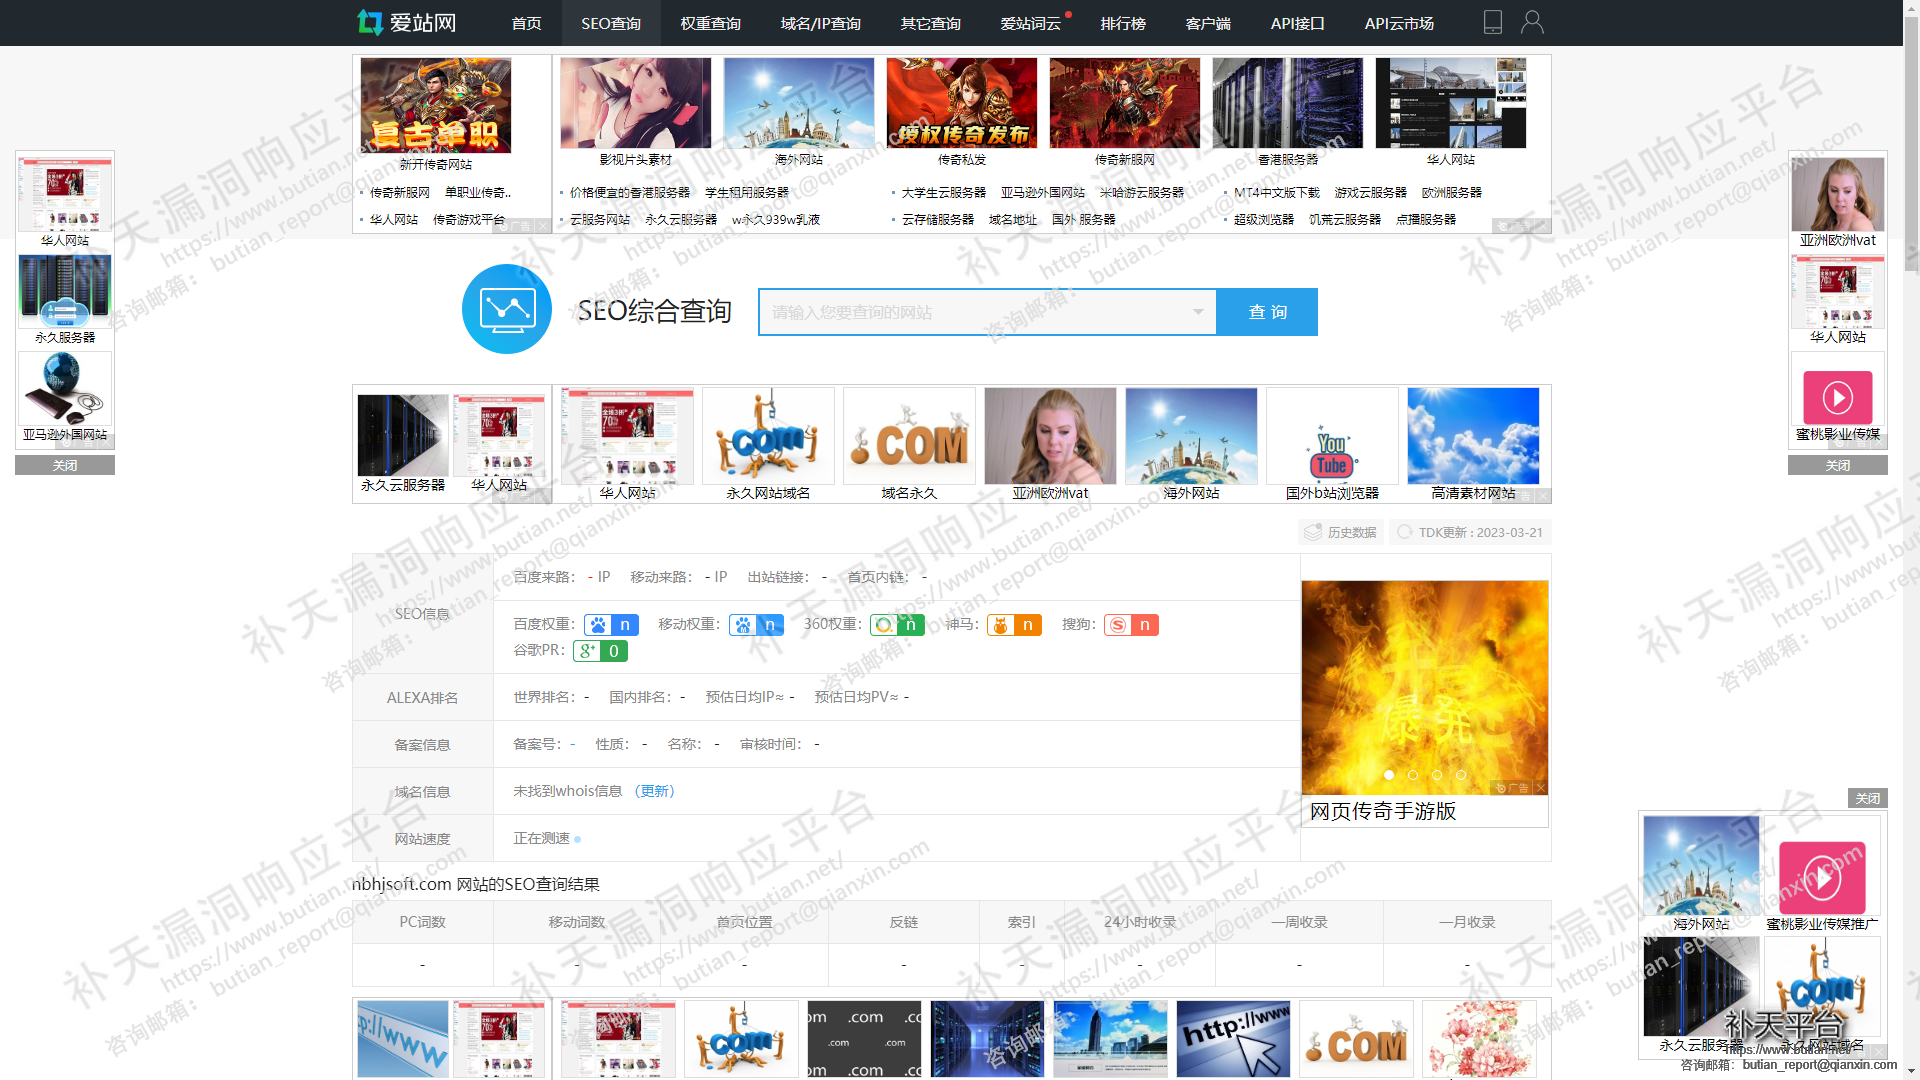 爱站网
首页 SEO查询 权重查询 域名/IP查询 其它查询 爱站词云 排行榜 客户端 API接口 API云市场
复古单职
授权传奇发布
新开传奇网站
影视片头素材 海外网站 传奇私发 传奇新服网 香港服务器 华人网站
传奇新服网 单职业传奇..
华人网站 传奇游戏平台
价格便宜的香港服务器 学生租用服务器
云服务网站 永久云服务器 w永久939w乳液
大学生云服务器 亚马逊外国网站 米哈游云服务器
云存储服务器 域名地址 国外 服务器
MT4中文版下载 游戏云服务器 欧洲服务器
超级浏览器 饥荒云服务器 点播服务器
广告
华人网站
永久服务器
亚马逊外国网站
关闭
亚洲欧洲vat
华人网站
蜜桃影业传媒
关闭
SEO综合查询
请输入您要查询的网站
查 询
永久云服务器 华人网站 华人网站 永久网站域名 域名永久 亚洲欧洲vat 海外网站 国外b站浏览器 高清素材网站
COM
You
Tube
历史数据 TDK更新 : 2023-03-21
SEO信息
百度来路： - IP 移动来路： - IP 出站链接： - 首页内链： -
百度权重： n 移动权重： n 360权重： n 神马： n 搜狗： n
谷歌PR： 0
ALEXA排名
世界排名： - 国内排名： - 预估日均IP≈ - 预估日均PV≈ -
备案信息
备案号： - 性质： - 名称： - 审核时间： -
域名信息
未找到whois信息 （更新）
网站速度
正在测速
广告
网页传奇手游版
nbhjsoft.com 网站的SEO查询结果
PC词数 移动词数 首页位置 反链 索引 24小时收录 一周收录 一月收录
- - - - - - - -
关闭
海外网站 蜜桃影业传媒推广
永久云服务器 永久网站域名
p://www
.com
.com
http://www
COM
补天漏洞响应平台
https://www.butian.net/
咨询邮箱：butian_report@qianxin.com
补天平台
https://www.butian.net/
咨询邮箱：butian_report@qianxin.com